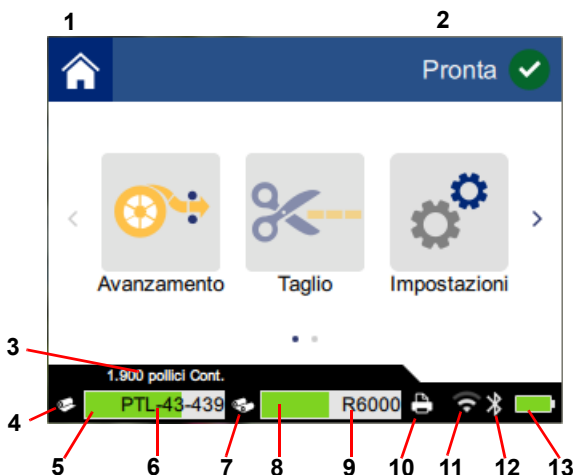 1 2
Pronta
Avanzamento Taglio Impostazioni
3
1.900 pollici Cont.
4
PTL-43-439 R6000
5 6 7 8 9 10 11 12 13